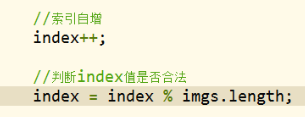 //索引自增
index++;
//判断index值是否合法
index = index % imgs.length;